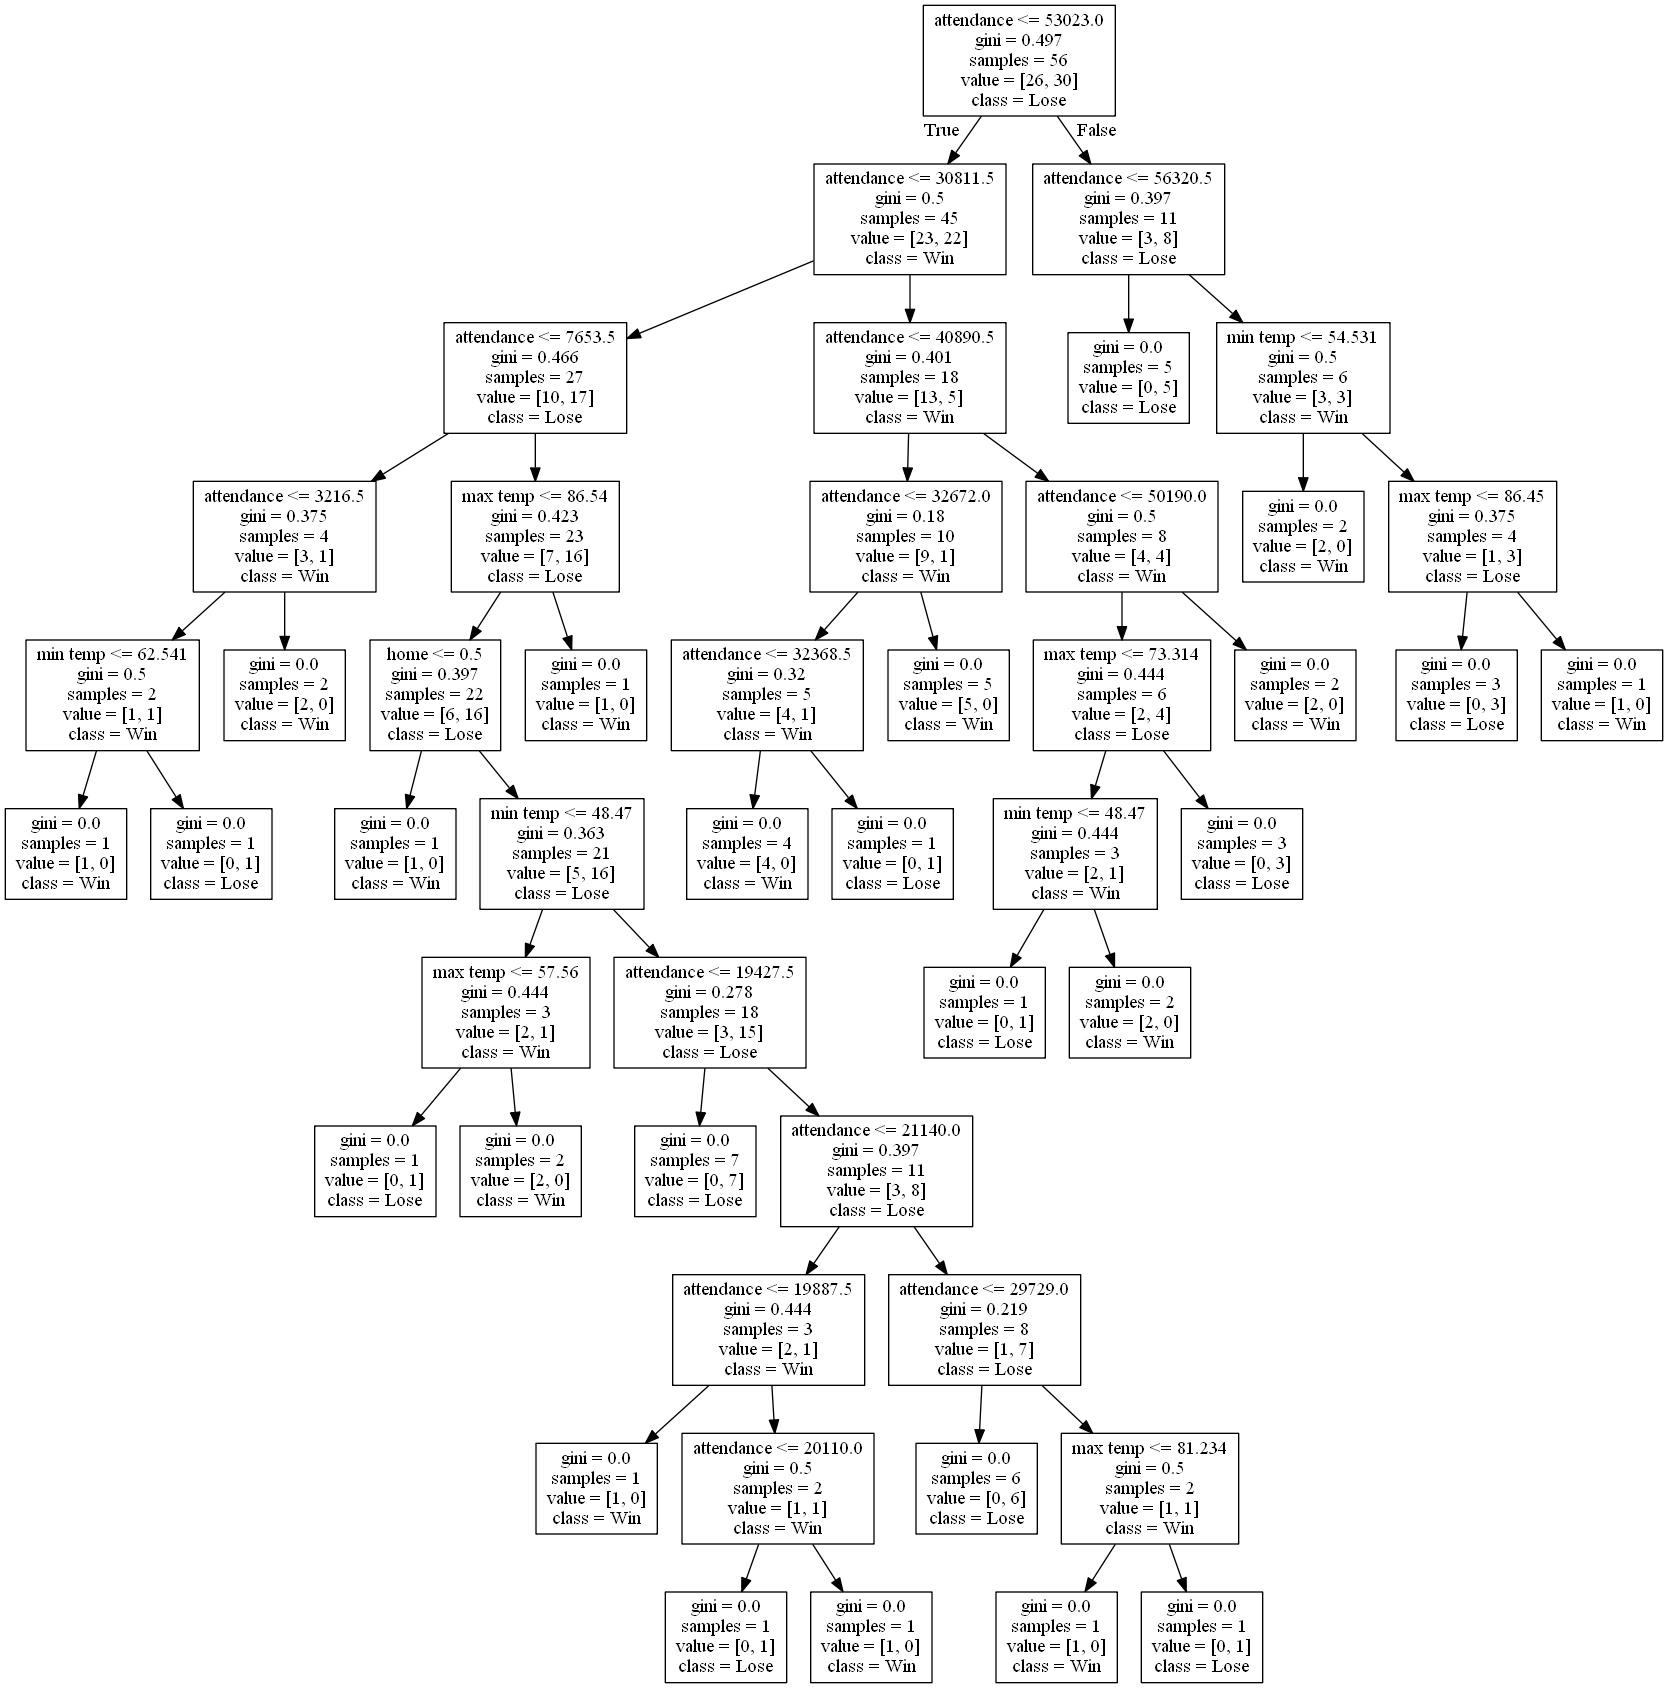 attendance <= 53023.0
gini = 0.497
samples = 56
value = [26, 30]
class = Lose
True
False
attendance <= 30811.5
gini = 0.5
samples = 45
value = [23, 22]
class = Win
attendance <= 56320.5
gini = 0.397
samples = 11
value = [3, 8]
class = Lose
attendance <= 7653.5
gini = 0.466
samples = 27
value = [10, 17]
class = Lose
attendance <= 40890.5
gini = 0.401
samples = 18
value = [13, 5]
class = Win
gini = 0.0
samples = 5
value = [0, 5]
class = Lose
min temp <= 54.531
gini = 0.5
samples = 6
value = [3, 3]
class = Win
attendance <= 3216.5
gini = 0.375
samples = 4
value = [3, 1]
class = Win
max temp <= 86.54
gini = 0.423
samples = 23
value = [7, 16]
class = Lose
attendance <= 32672.0
gini = 0.18
samples = 10
value = [9, 1]
class = Win
attendance <= 50190.0
gini = 0.5
samples = 8
value = [4, 4]
class = Win
gini = 0.0
samples = 2
value = [2, 0]
class = Win
max temp <= 86.45
gini = 0.375
samples = 4
value = [1, 3]
class = Lose
min temp <= 62.541
gini = 0.5
samples = 2
value = [1, 1]
class = Win
gini = 0.0
samples = 2
value = [2, 0]
class = Win
home <= 0.5
gini = 0.397
samples = 22
value = [6, 16]
class = Lose
gini = 0.0
samples = 1
value = [1, 0]
class = Win
attendance <= 32368.5
gini = 0.32
samples = 5
value = [4, 1]
class = Win
gini = 0.0
samples = 5
value = [5, 0]
class = Win
max temp <= 73.314
gini = 0.444
samples = 6
value = [2, 4]
class = Lose
gini = 0.0
samples = 2
value = [2, 0]
class = Win
gini = 0.0
samples = 3
value = [0, 3]
class = Lose
gini = 0.0
samples = 1
value = [1, 0]
class = Win
gini = 0.0
samples = 1
value = [1, 0]
class = Win
gini = 0.0
samples = 1
value = [0, 1]
class = Lose
gini = 0.0
samples = 1
value = [1, 0]
class = Win
min temp <= 48.47
gini = 0.363
samples = 21
value = [5, 16]
class = Lose
gini = 0.0
samples = 4
value = [4, 0]
class = Win
gini = 0.0
samples = 1
value = [0, 1]
class = Lose
min temp <= 48.47
gini = 0.444
samples = 3
value = [2, 1]
class = Win
gini = 0.0
samples = 3
value = [0, 3]
class = Lose
max temp <= 57.56
gini = 0.444
samples = 3
value = [2, 1]
class = Win
attendance <= 19427.5
gini = 0.278
samples = 18
value = [3, 15]
class = Lose
gini = 0.0
samples = 1
value = [0, 1]
class = Lose
gini = 0.0
samples = 2
value = [2, 0]
class = Win
gini = 0.0
samples = 1
value = [0, 1]
class = Lose
gini = 0.0
samples = 2
value = [2, 0]
class = Win
gini = 0.0
samples = 7
value = [0, 7]
class = Lose
attendance <= 21140.0
gini = 0.397
samples = 11
value = [3, 8]
class = Lose
attendance <= 19887.5
gini = 0.444
samples = 3
value = [2, 1]
class = Win
attendance <= 29729.0
gini = 0.219
samples = 8
value = [1, 7]
class = Lose
gini = 0.0
samples = 1
value = [1, 0]
class = Win
attendance <= 20110.0
gini = 0.5
samples = 2
value = [1, 1]
class = Win
gini = 0.0
samples = 6
value = [0, 6]
class = Lose
max temp <= 81.234
gini = 0.5
samples = 2
value = [1, 1]
class = Win
gini = 0.0
samples = 1
value = [0, 1]
class = Lose
gini = 0.0
samples = 1
value = [1, 0]
class = Win
gini = 0.0
samples = 1
value = [1, 0]
class = Win
gini = 0.0
samples = 1
value = [0, 1]
class = Lose